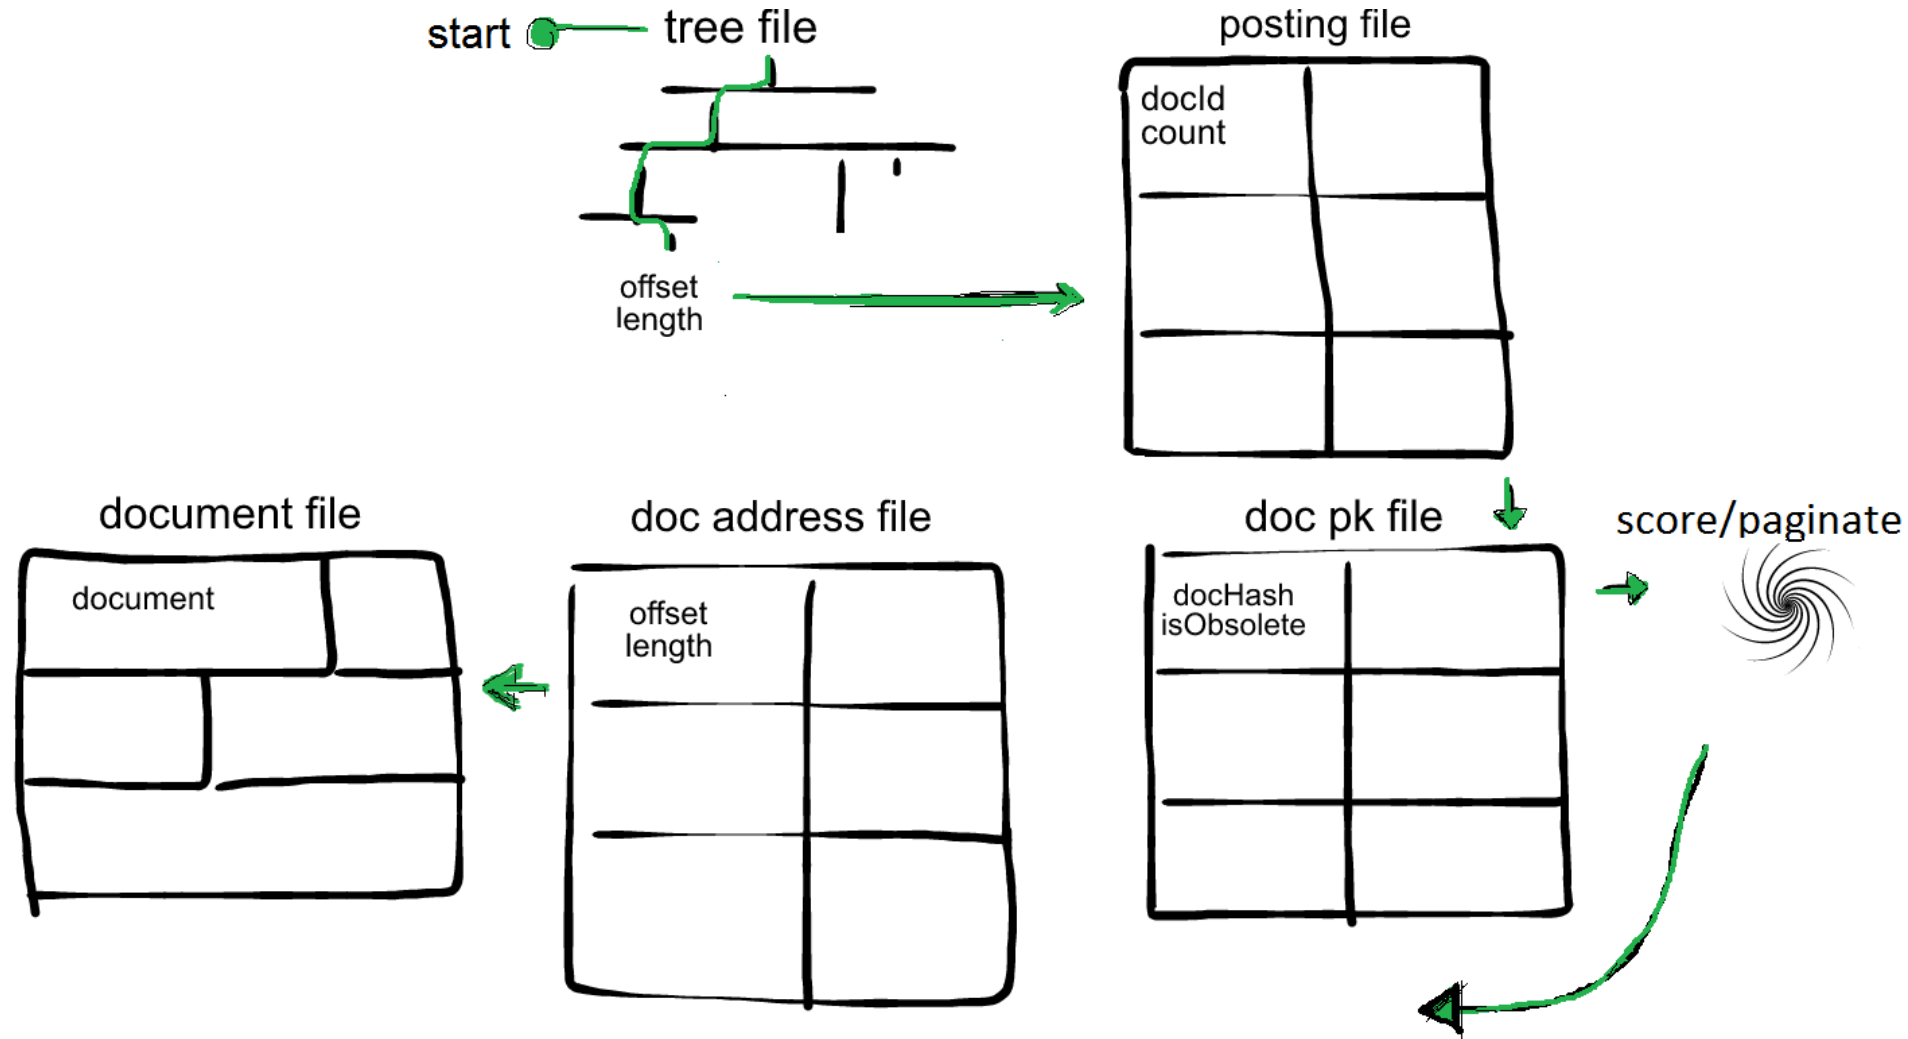 start
tree file
posting file
docId
count
offset
length
document file
doc address file
doc pk file
score/paginate
document
offset
length
docHash
isObsolete